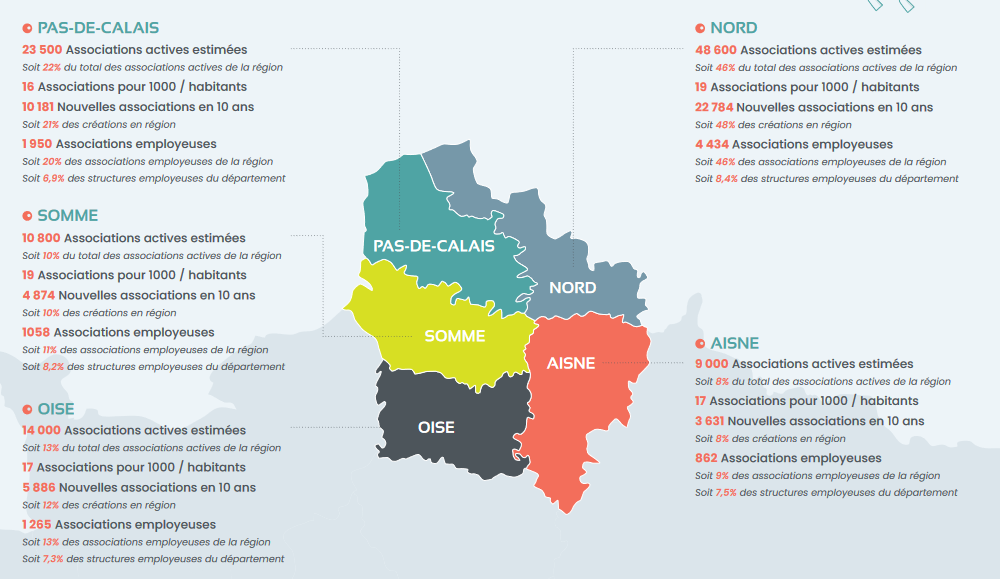 PAS-DE-CALAIS
23 500 Associations actives estimées
Soit 22% du total des associations actives de la région
16 Associations pour 1000 / habitants
10 181 Nouvelles associations en 10 ans
Soit 21% des créations en région
1 950 Associations employeuses
Soit 20% des associations employeuses de la région
Soit 6,9% des structures employeuses du département
SOMME
10 800 Associations actives estimées
Soit 10% du total des associations actives de la région
19 Associations pour 1000 / habitants
4 874 Nouvelles associations en 10 ans
Soit 10% des créations en région
1058 Associations employeuses
Soit 11% des associations employeuses de la région
Soit 8,2% des structures employeuses du département
OISE
14 000 Associations actives estimées
Soit 13% du total des associations actives de la région
17 Associations pour 1000 / habitants
5 886 Nouvelles associations en 10 ans
Soit 12% des créations en région
1 265 Associations employeuses
Soit 13% des associations employeuses de la région
Soit 7,3% des structures employeuses du département
PAS-DE-CALAIS
NORD
SOMME
AISNE
OISE
NORD
48 600 Associations actives estimées
Soit 46% du total des associations actives de la région
19 Associations pour 1000 / habitants
22 784 Nouvelles associations en 10 ans
Soit 48% des créations en région
4 434 Associations employeuses
Soit 46% des associations employeuses de la région
Soit 8,4% des structures employeuses du département
AISNE
9 000 Associations actives estimées
Soit 8% du total des associations actives de la région
17 Associations pour 1000 / habitants
3 631 Nouvelles associations en 10 ans
Soit 8% des créations en région
862 Associations employeuses
Soit 9% des associations employeuses de la région
Soit 7,5% des structures employeuses du département